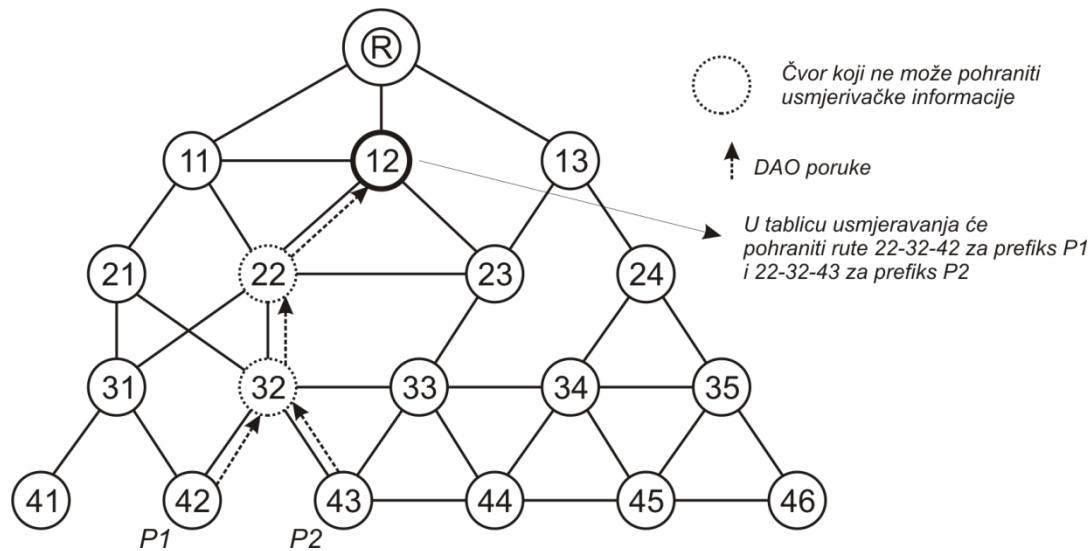 R
Čvor koji ne može pohraniti
usmjerivačke informacije
11
12
13
DAO poruke
U tablicu usmjeravanja će
pohraniti rute 22-32-42 za prefiks P1
i 22-32-43 za prefiks P2
21
22
23
24
31
32
33
34
35
41
42
43
44
45
46
P1
P2